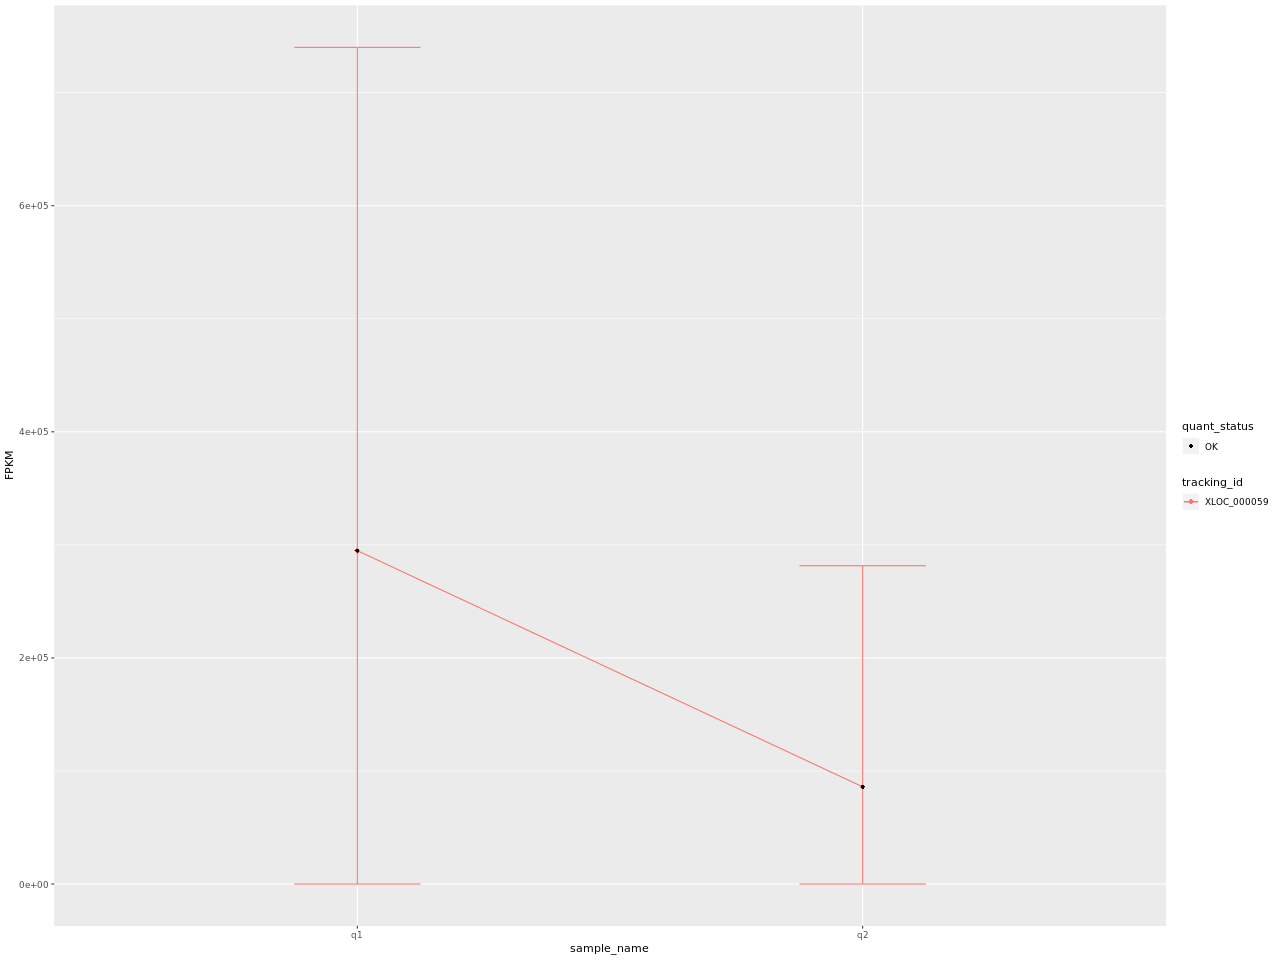 FPKM
6e+05
4e+05
2e+05
0e+00
q1
q2
sample_name
quant_status
OK
tracking_id
XLOC_000059